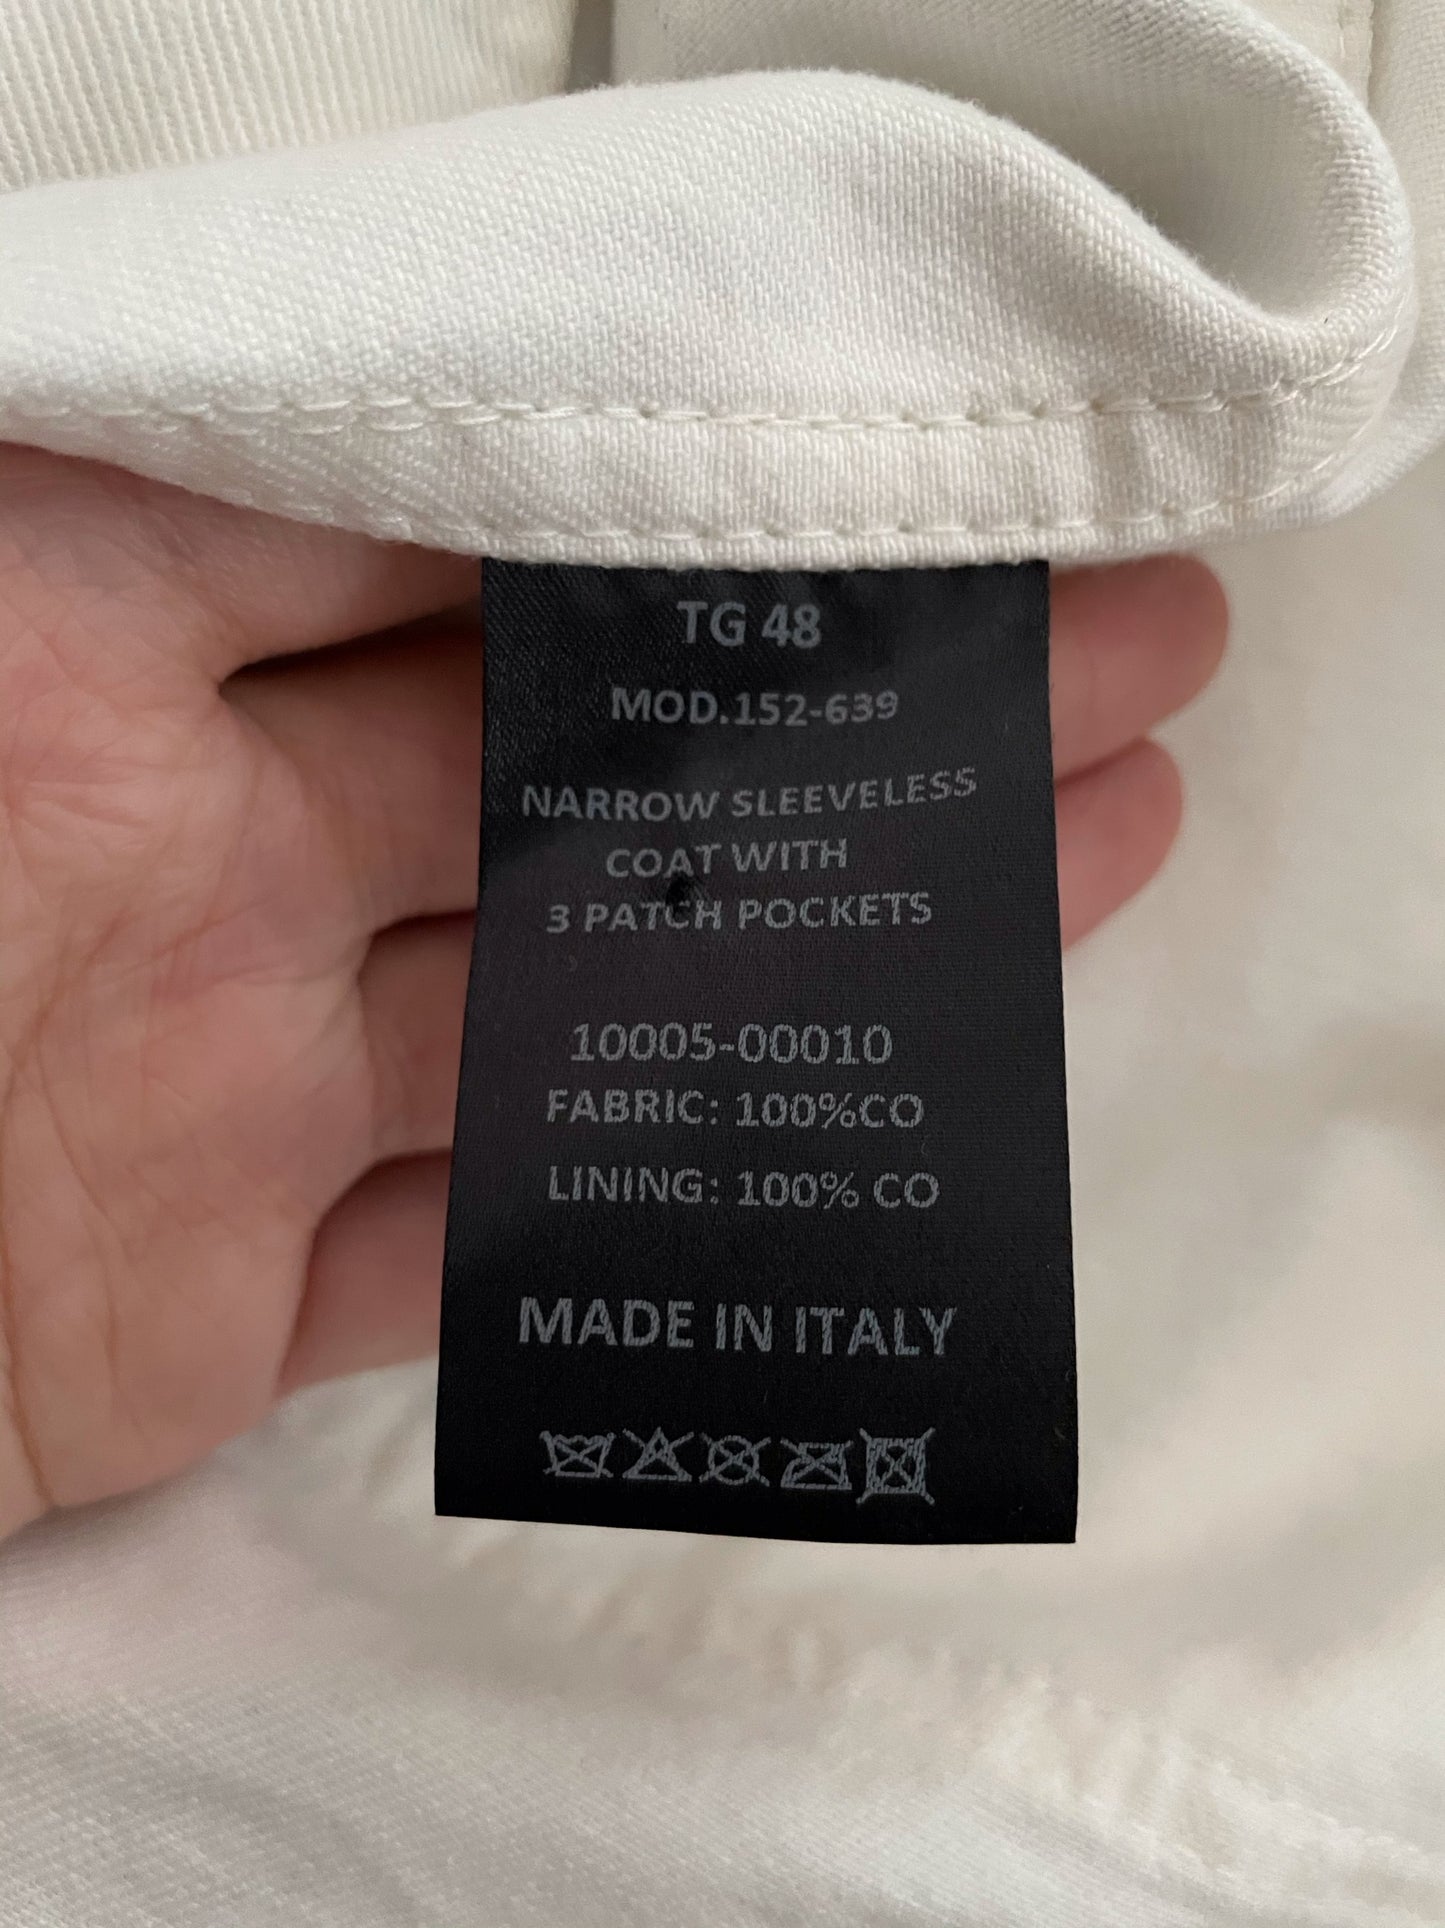 TG 48
MOD.152-639
NARROW SLEEVELESS
COAT WITH
3 PATCH POCKETS
10005-00010
FABRIC: 100%CO
LINING: 100% CO
MADE IN ITALY